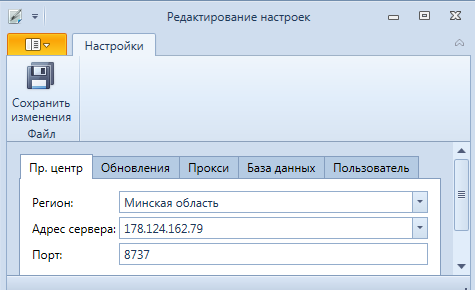 Редактирование настроек
Настройки
Сохранить
изменения
Файл
Пр. центр Обновления Прокси База данных Пользователь
Регион: Минская область
Адрес сервера: 178.124.162.79
Порт: 8737